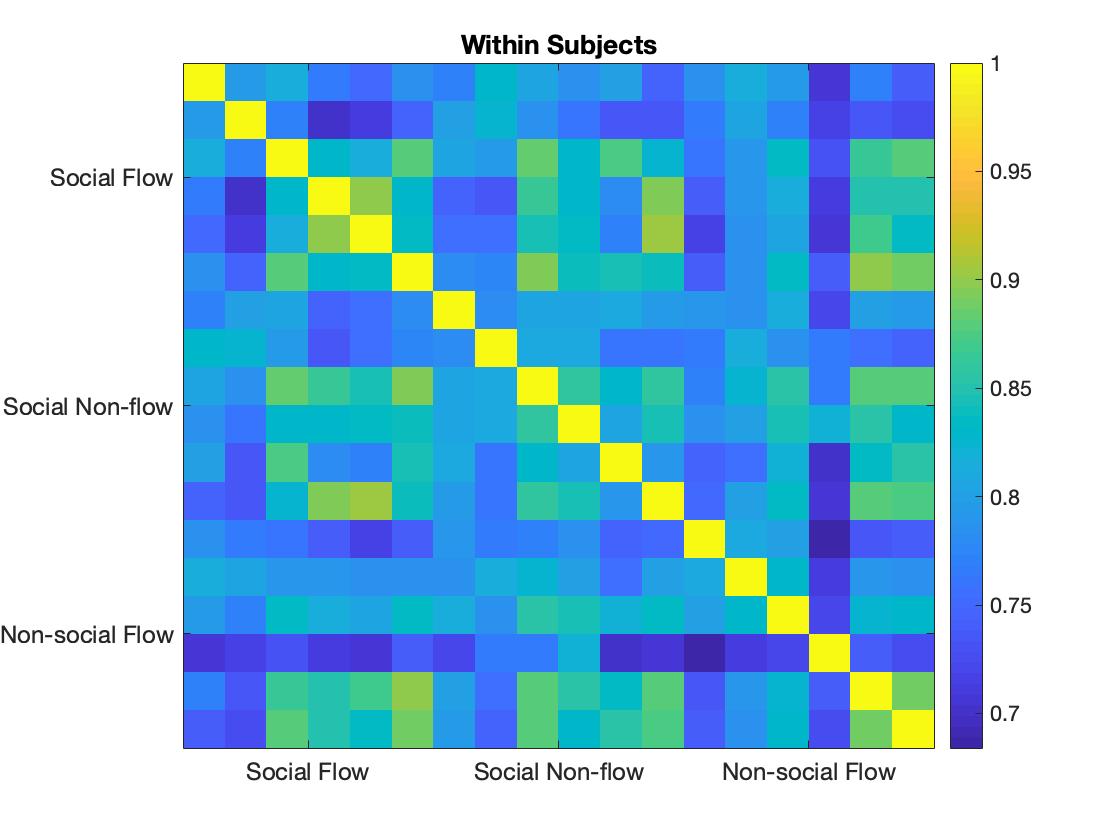 Within Subjects
Social Flow
Social Non-flow
Non-social Flow
Social Flow
Social Non-flow
Non-social Flow
1
0.95
0.9
0.85
0.8
0.75
0.7